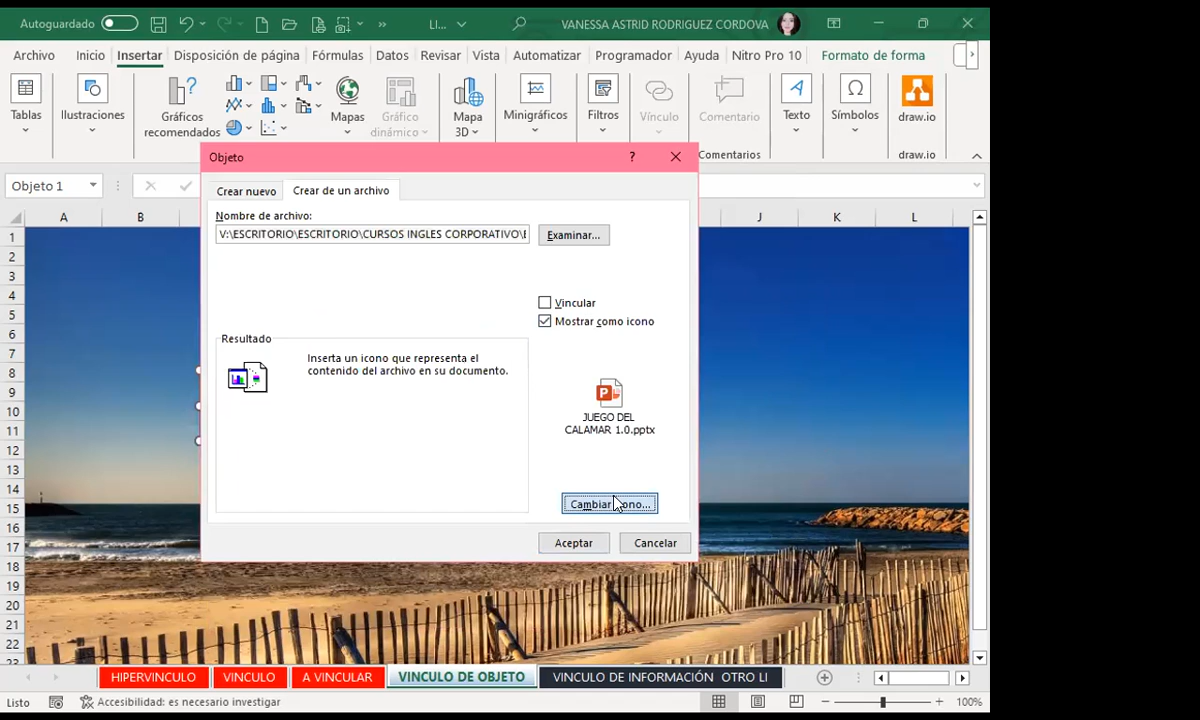 Autoguardado
LI...
VANESSA ASTRID RODRIGUEZ CORDOVA
Archivo Inicio Insertar Disposición de página Fórmulas Datos Revisar Vista Automatizar Programador Ayuda Nitro Pro 10 Formato de forma
Tablas
Ilustraciones
Gráficos
recomendados
Mapas
Gráfico
dinámico
Mapa
3D
Minigráficos
Filtros
Vínculo
Comentario
Texto
Símbolos
draw.io
Comentarios
draw.io
Objeto
?
Objeto 1
Crear nuevo
Crear de un archivo
Nombre de archivo:
V:\ESCRITORIO\ESCRITORIO\CURSOS INGLES CORPORATIVO\E
Examinar...
Vincular
Mostrar como icono
Resultado
Inserta un icono que representa el
contenido del archivo en su documento.
JUEGO DEL
CALAMAR 1.0.pptx
Aceptar
Cancelar
A B J K L
1
2
3
4
5
6
7
8
9
10
11
12
13
14
15
16
17
18
19
20
21
22
23
HIPERVINCULO VINCULO A VINCULAR VINCULO DE OBJETO VINCULO DE INFORMACIÓN OTRO LI
Listo
Accesibilidad: es necesario investigar
100%